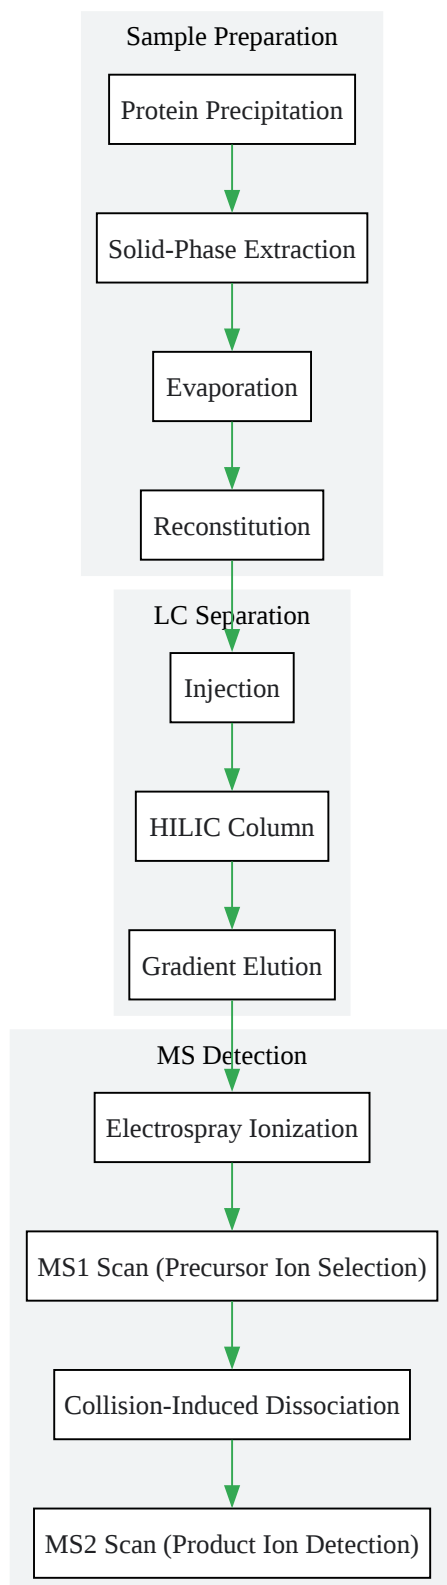 Sample Preparation
Protein Precipitation
Solid-Phase Extraction
Evaporation
Reconstitution
LC Separation
Injection
HILIC Column
Gradient Elution
MS Detection
Electrospray Ionization
MS1 Scan (Precursor Ion Selection)
Collision-Induced Dissociation
MS2 Scan (Product Ion Detection)